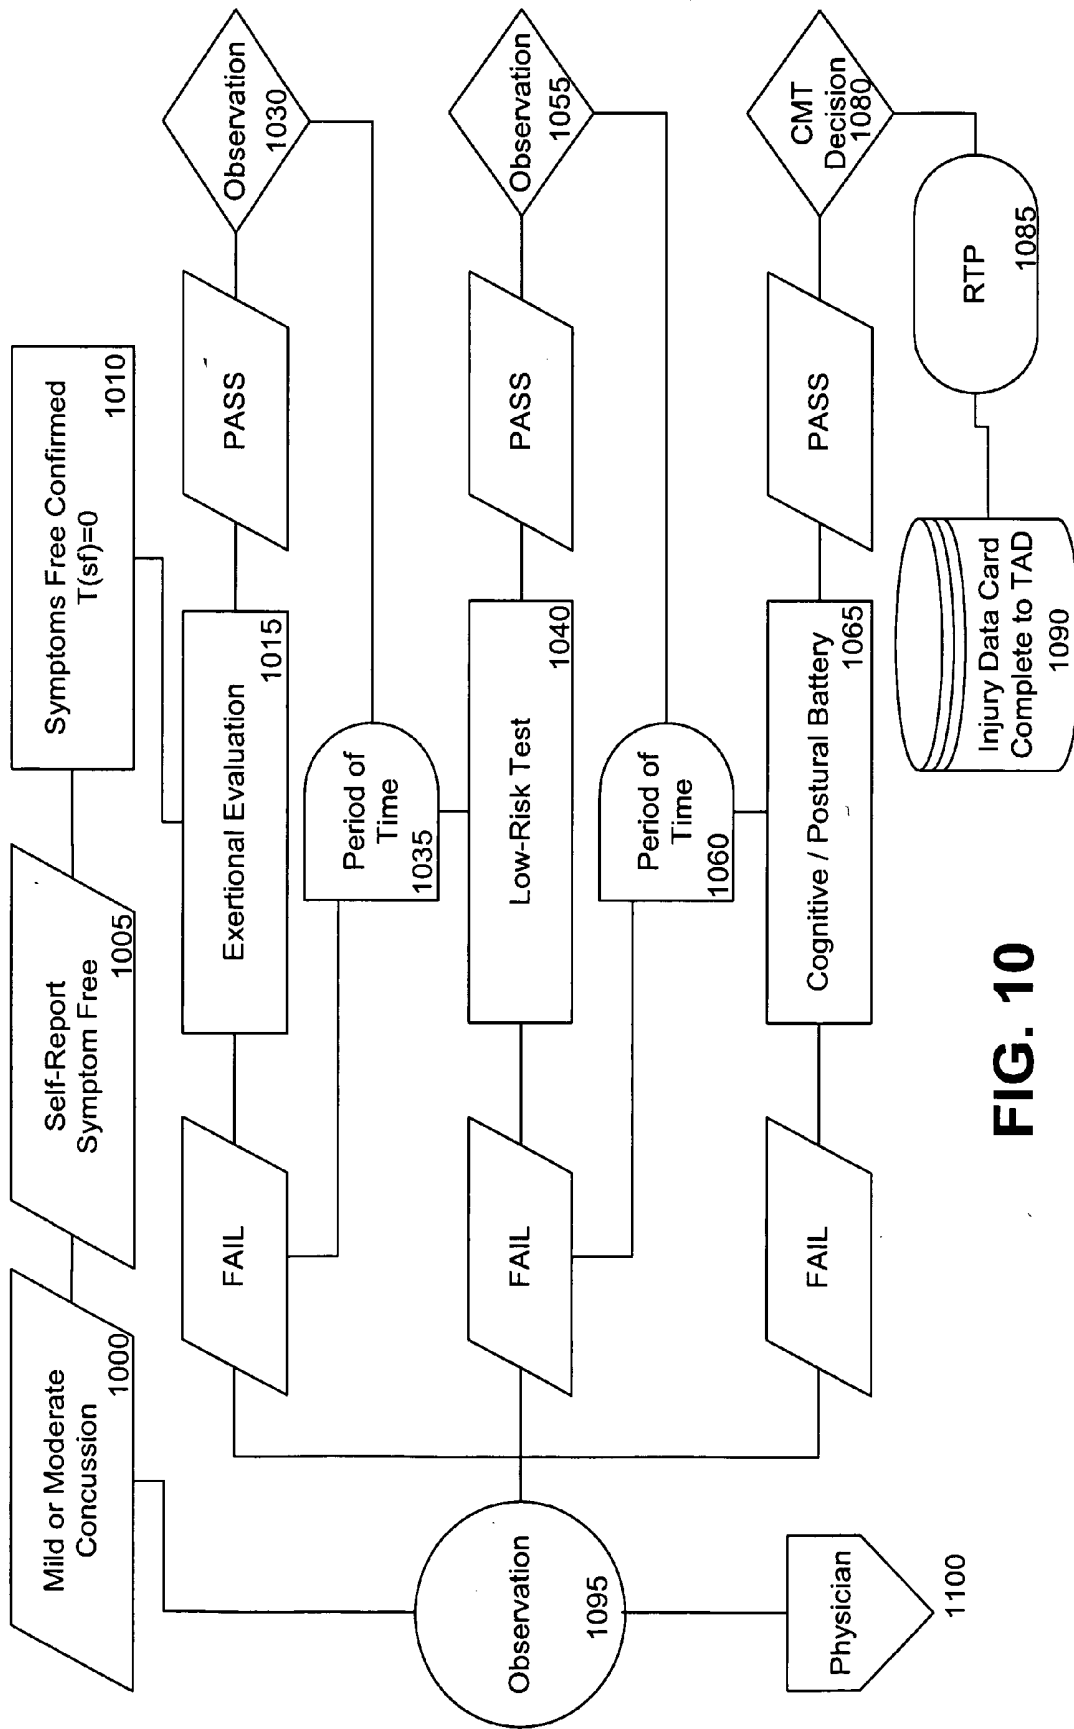 Mild or Moderate
Concussion
1000
Self-Report
Symptom Free
1005
Symptoms Free Confirmed
T(sf)=0
1010
FAIL
Exertional Evaluation
1015
PASS
Observation
1030
Period of
Time
1035
Observation
1095
FAIL
Low-Risk Test
1040
PASS
Observation
1055
Period of
Time
1060
Physician
1100
FAIL
Cognitive / Postural Battery
1065
PASS
CMT
Decision
1080
Injury Data Card
Complete to TAD
1090
RTP
1085
FIG. 10